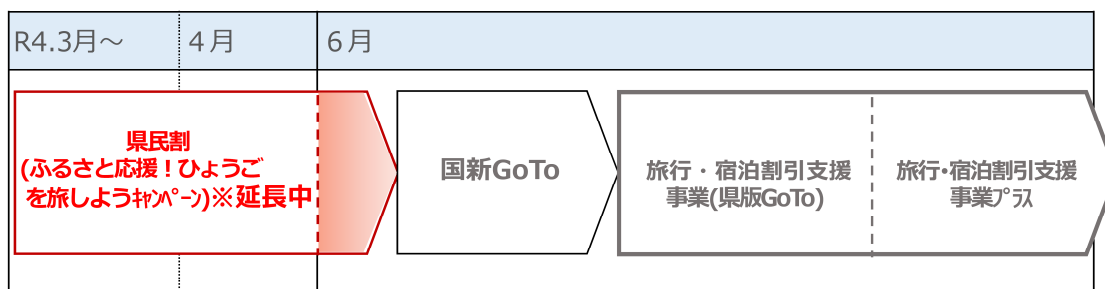 R4.3月～ 4月 6月
県民割
(ふるさと応援！ひょうご
を旅しようｷｬﾝﾍﾟｰﾝ)※延長中
国新GoTo
旅行・宿泊割引支援
事業(県版GoTo)
旅行・宿泊割引支援
事業ﾌﾟﾗｽ